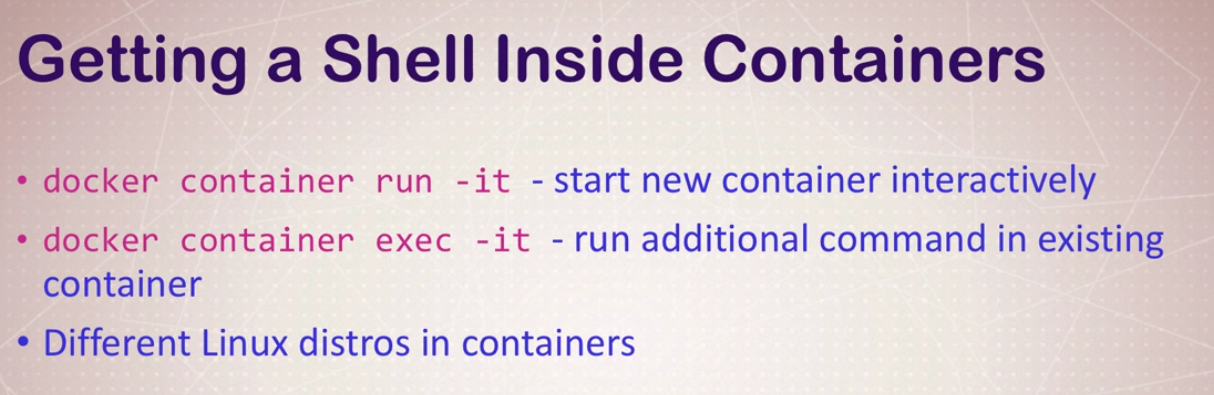 Getting a Shell Inside Containers
• docker container run -it - start new container interactively
• docker container exec -it - run additional command in existing
container
• Different Linux distros in containers